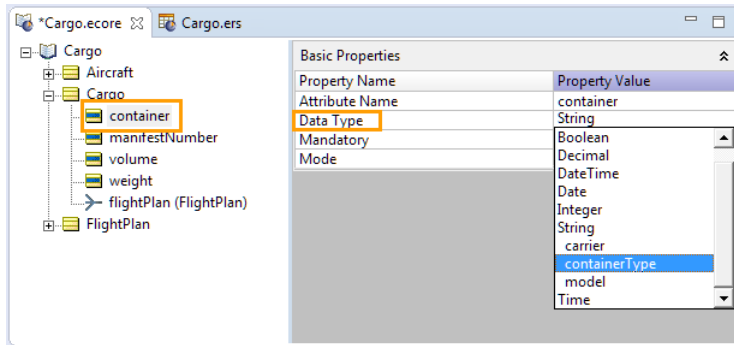 *Cargo.ecore Cargo.ers
Cargo
Aircraft
Cargo
container
manifestNumber
volume
weight
flightPlan (FlightPlan)
FlightPlan
Basic Properties
Property Name Property Value
Attribute Name container
Data Type String
Mandatory
Mode
Boolean
Decimal
DateTime
Date
Integer
String
carrier
containerType
model
Time